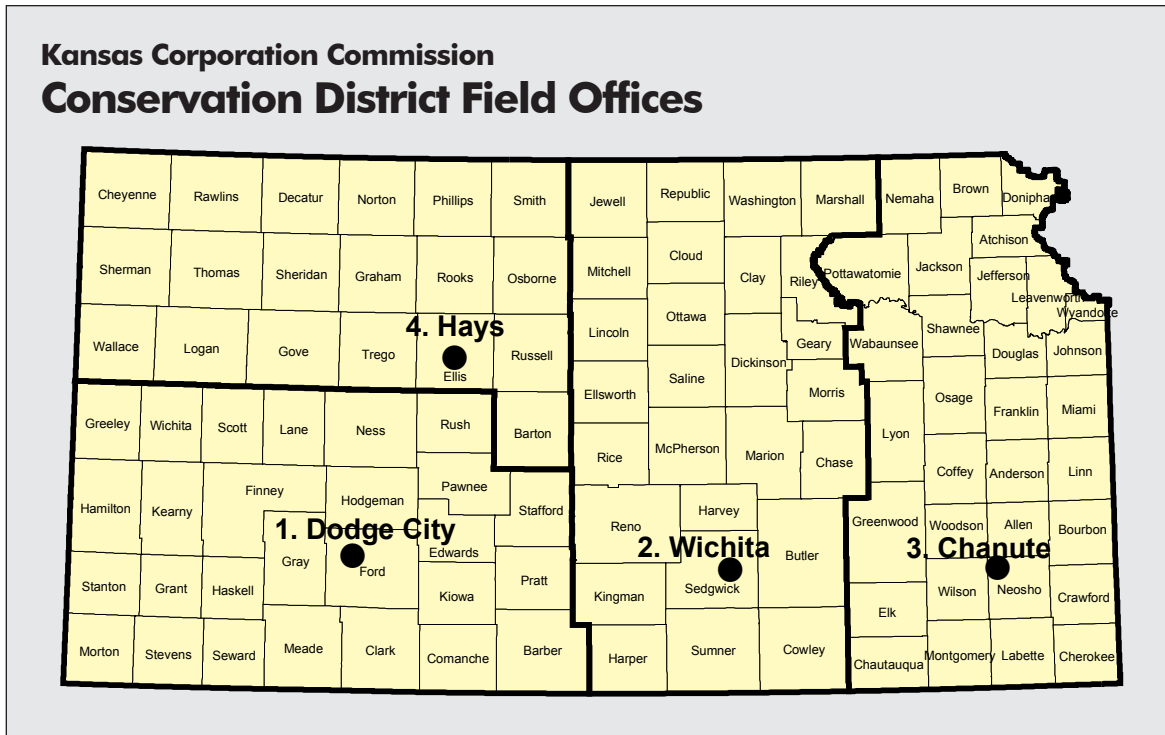 Kansas Corporation Commission
Conservation District Field Offices
Cheyenne Rawlins Decatur Norton Phillips Smith Jewell Republic Washington Marshall Nemaha Brown Doniphan
Sherman Thomas Sheridan Graham Rooks Osborne Mitchell Cloud Clay Riley Pottawatomie Jackson Atchison
Jefferson
Leavenworth
Wyandotte
Wallace Logan Gove Trego 4. Hays Russell Lincoln Ottawa Geary Wabaunsee Shawnee Douglas Johnson
Ellis
Ellsworth Saline Dickinson Morris Osage Franklin Miami
Greeley Wichita Scott Lane Ness Rush Barton Rice McPherson Marion Chase Lyon Coffey Anderson Linn
Hamilton Kearny Finney Hodgeman Pawnee Stafford Reno Harvey Butler Greenwood Woodson Allen Bourbon
1. Dodge City 2. Wichita 3. Chanute
Gray Ford Edwards
Stanton Grant Haskell Kiowa Pratt Kingman Sedgwick Elk Wilson Neosho Crawford
Morton Stevens Seward Meade Clark Comanche Barber Harper Sumner Cowley Chautauqua Montgomery Labette Cherokee